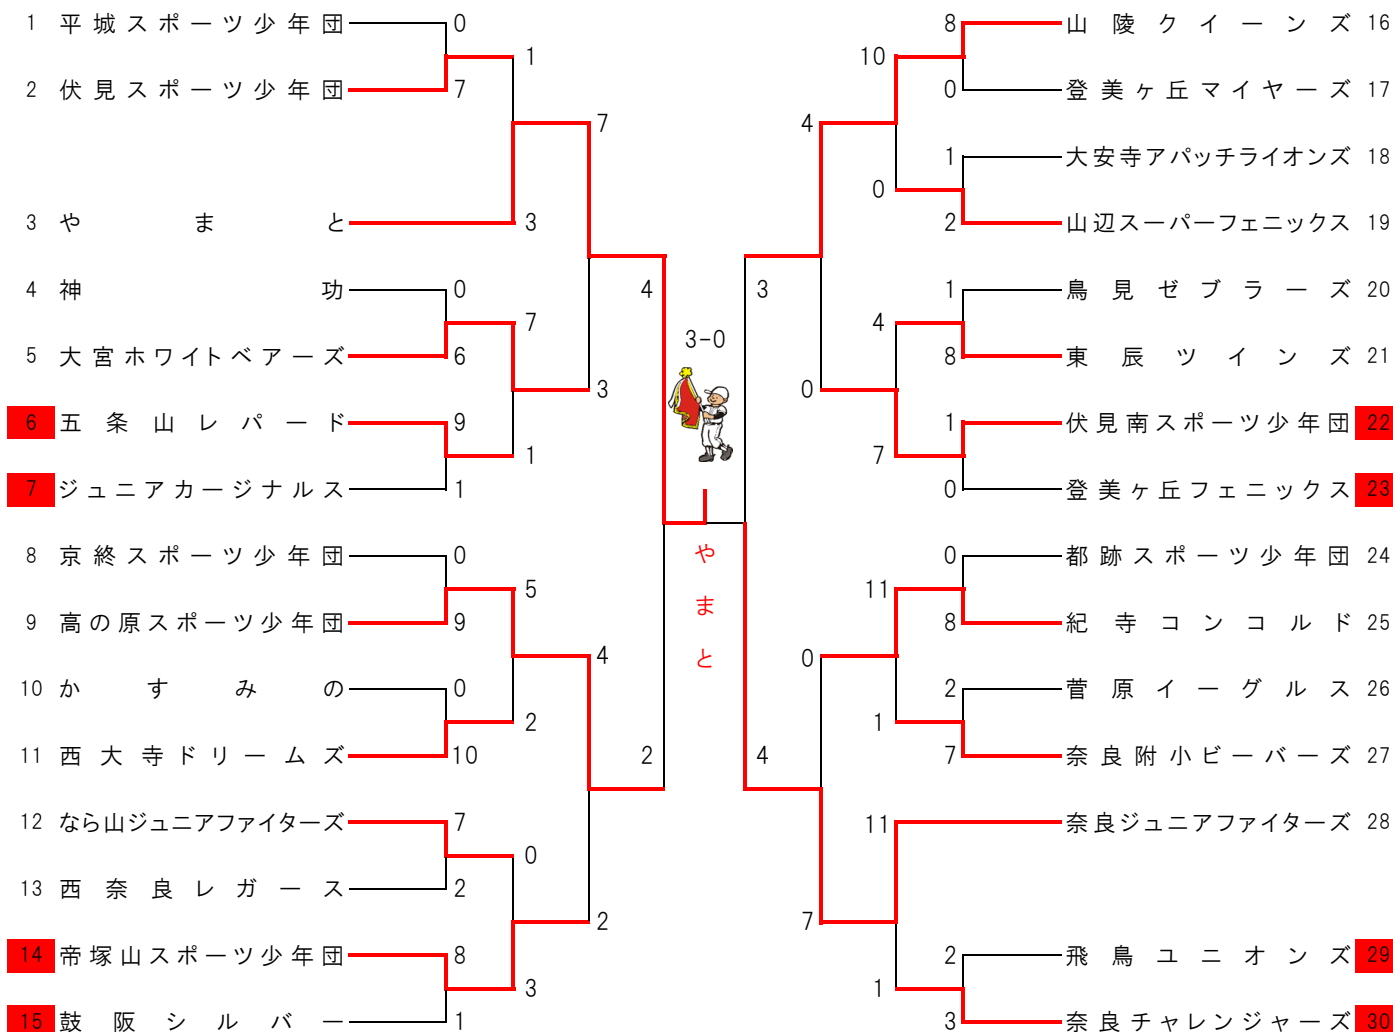 1 平城スポーツ少年団 0
1
2 伏見スポーツ少年団 7
7
3 やまと 3
4 神功 0
7
5 大宮ホワイトベアーズ 6
3
6 五条山レパード 9
1
7 ジュニアカージナルス 1
4
8 京終スポーツ少年団 0
5
9 高の原スポーツ少年団 9
4
10 かすみの 0
2
11 西大寺ドリームズ 10
2
12 なら山ジュニアファイターズ 7
0
13 西奈良レガース 2
2
14 帝塚山スポーツ少年団 8
3
15 鼓阪シルバー 1
3-0
やまと
8 山陵クイーンズ 16
10
0 登美ヶ丘マイヤーズ 17
4
1 大安寺アパッチライオンズ 18
0
2 山辺スーパーフェニックス 19
3
1 鳥見ゼブラーズ 20
4
8 東辰ツインズ 21
0
1 伏見南スポーツ少年団 22
7
0 登美ヶ丘フェニックス 23
0 都跡スポーツ少年団 24
11
8 紀寺コンコルド 25
0
2 菅原イーグルス 26
1
7 奈良附小ビーバーズ 27
4
11 奈良ジュニアファイターズ 28
7
2 飛鳥ユニオンズ 29
1
3 奈良チャレンジャーズ 30